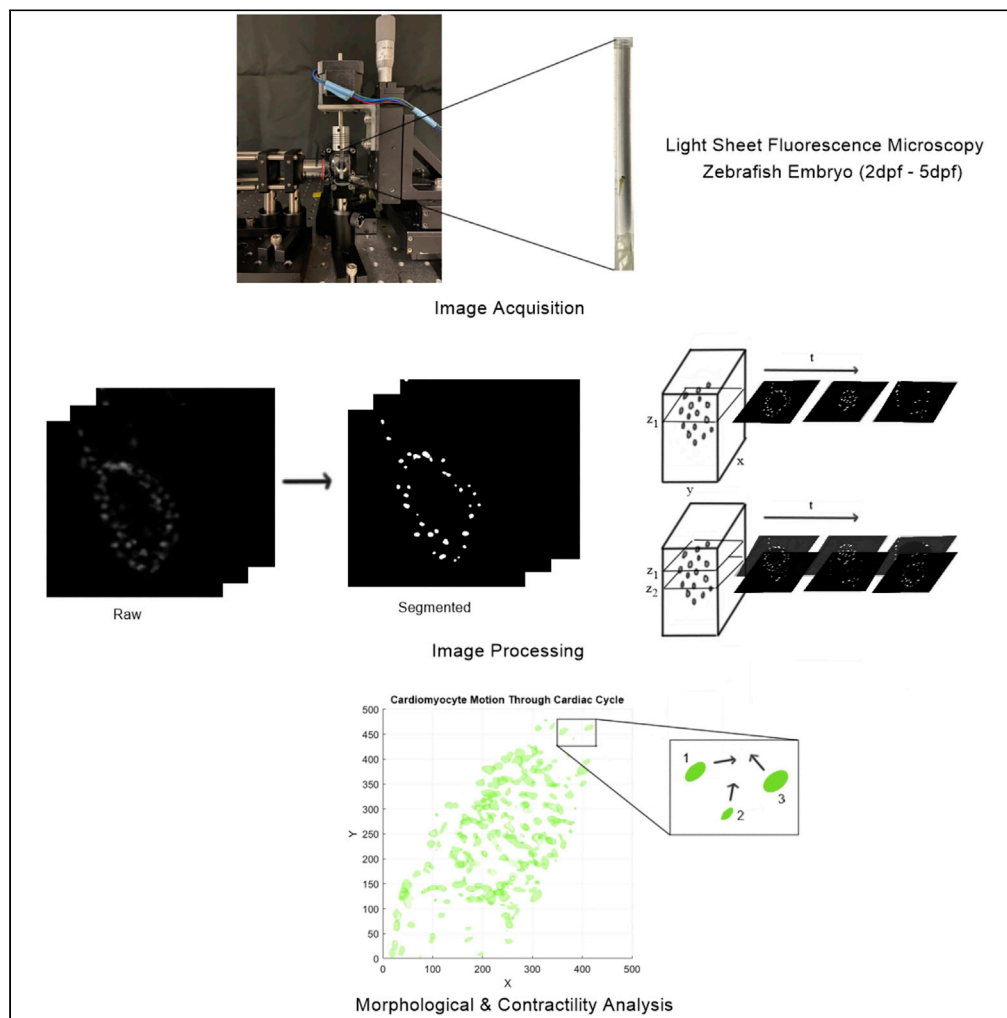 Light Sheet Fluorescence Microscopy
Zebrafish Embryo (2dpf - 5dpf)
Image Acquisition
t
z1
x
y
t
z1
z2
Raw
Segmented
Image Processing
Cardiomyocyte Motion Through Cardiac Cycle
500
450
400
350
300
250
200
150
100
50
0
Y
0
100
200
300
400
500
X
1
2
3
Morphological & Contractility Analysis